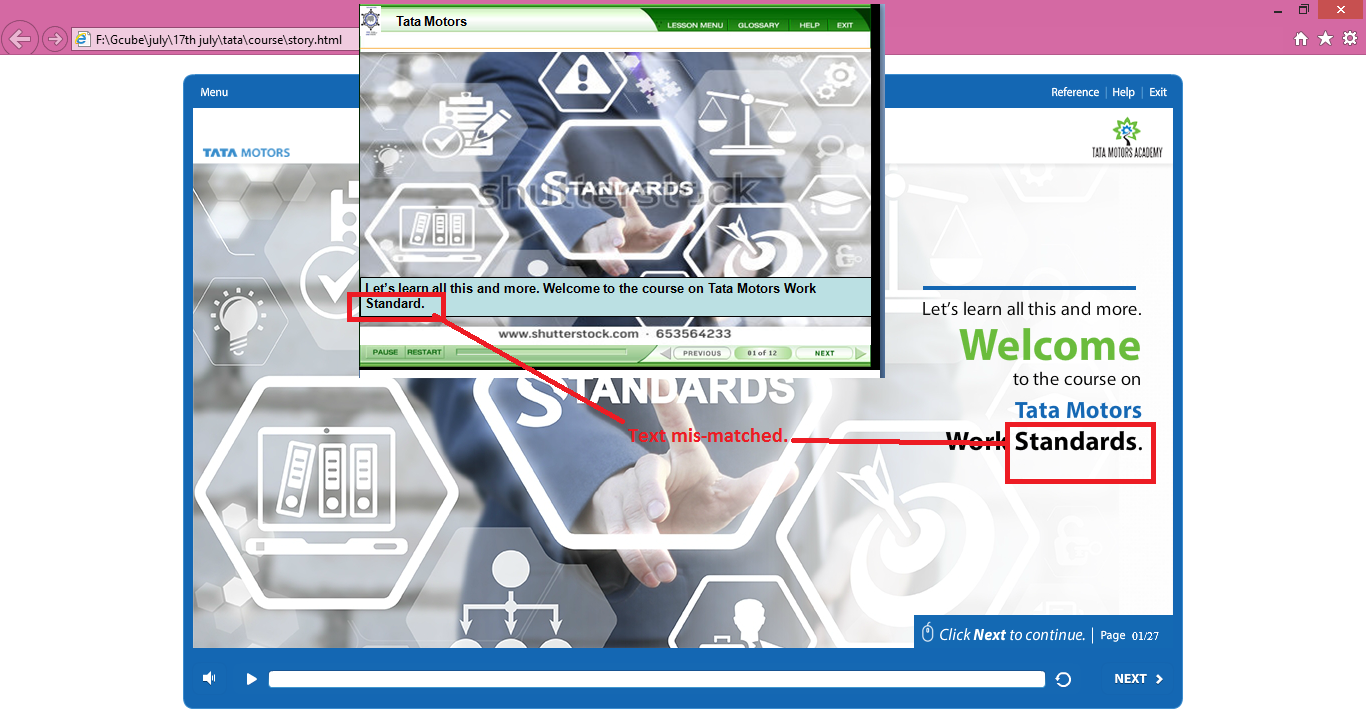 F:\Gcube\july\17th july\tata\course\story.html
Tata Motors
LESSON MENU GLOSSARY HELP EXIT
shutterstock
STANDARDS
Let's learn all this and more. Welcome to the course on Tata Motors Work
Standard.
www.shutterstock.com · 653564233
PAUSE RESTART PREVIOUS 01 of 12 NEXT
Menu
Reference | Help | Exit
TATA MOTORS
TATA MOTORS ACADEMY
STANDARDS
Let's learn all this and more.
Welcome
to the course on
Tata Motors
Work Standards.
Text mis-matched.
Click Next to continue. | Page 01/27
NEXT